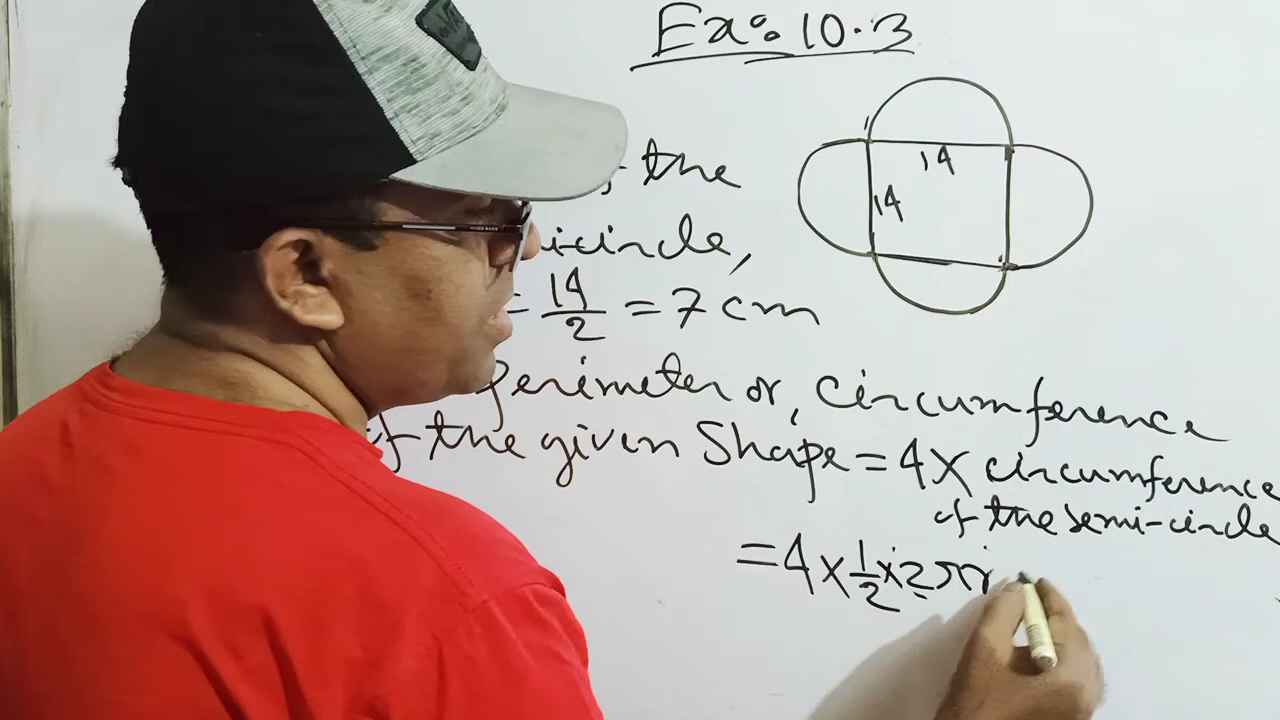 Ex: 10.3
14
14
the
circle,
= 14/2 = 7 cm
Perimeter or, circumference
of the given Shape = 4 × circumference
of the semi-circle
= 4 × 1/2 × 2πr